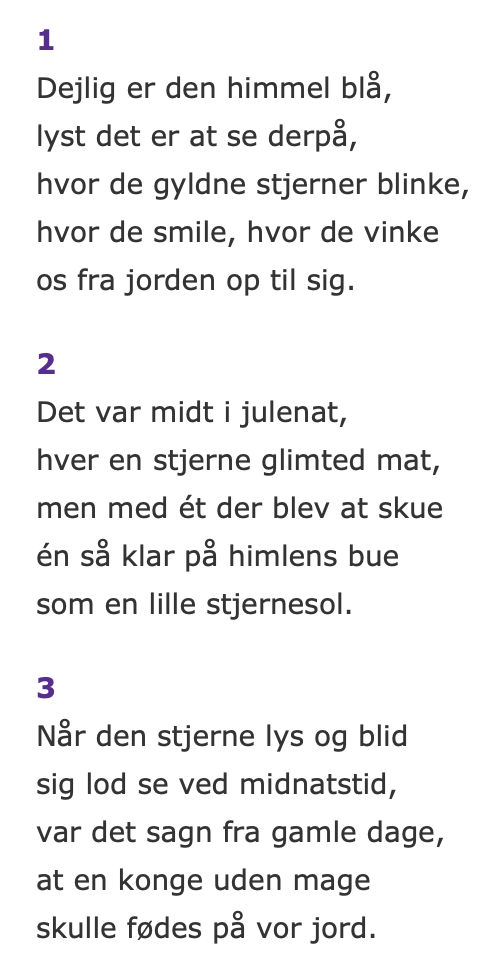 1
Dejlig er den himmel blå,
lyst det er at se derpå,
hvor de gyldne stjerner blinke,
hvor de smile, hvor de vinke
os fra jorden op til sig.
2
Det var midt i julenat,
hver en stjerne glimted mat,
men med ét der blev at skue
én så klar på himlens bue
som en lille stjernesol.
3
Når den stjerne lys og blid
sig lod se ved midnatstid,
var det sagn fra gamle dage,
at en konge uden mage
skulle fødes på vor jord.